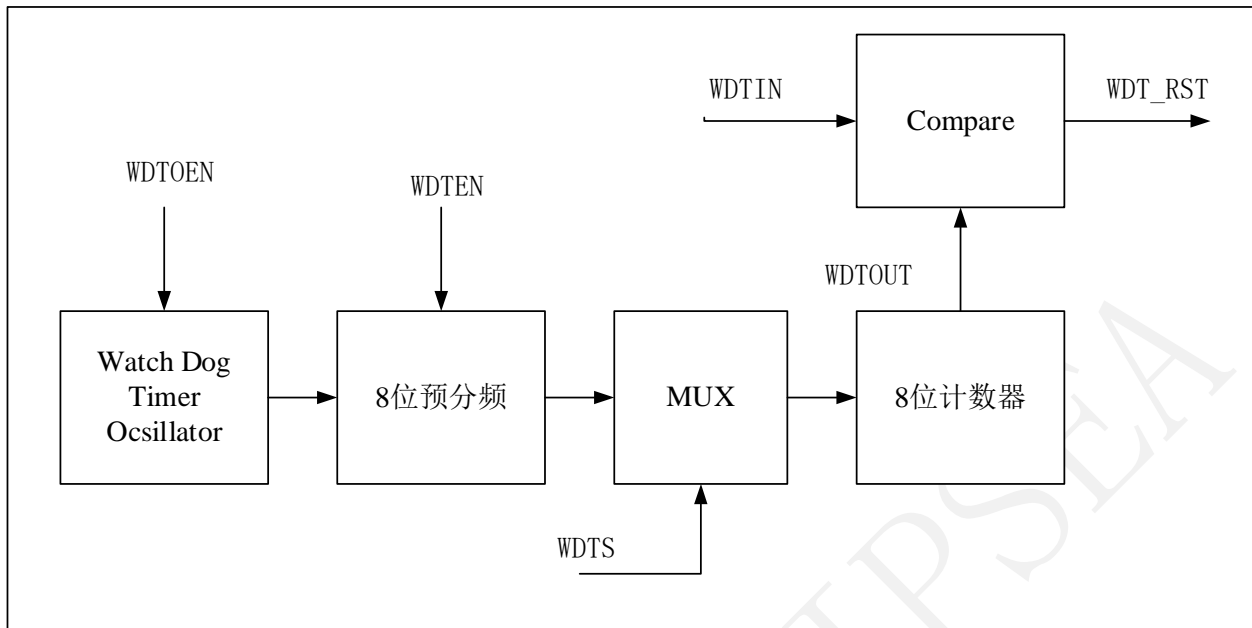 WDTIN
WDT_RST
Compare
WDTOEN
WDTEN
WDTOUT
Watch Dog
Timer
Ocsillator
8位预分频
MUX
8位计数器
WDTS